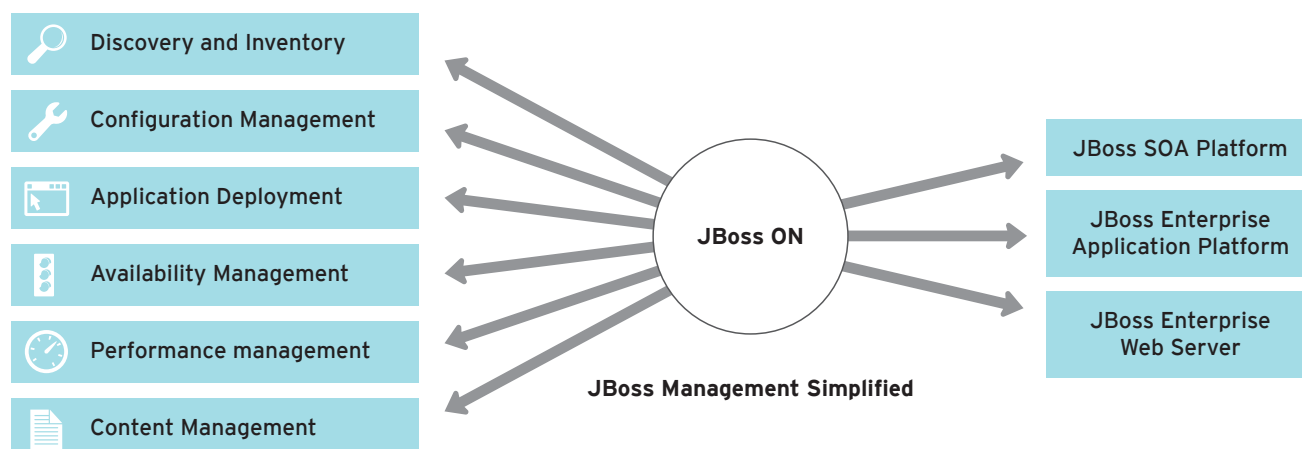 Discovery and Inventory
Configuration Management
Application Deployment
Availability Management
Performance management
Content Management
JBoss ON
JBoss Management Simplified
JBoss SOA Platform
JBoss Enterprise
Application Platform
JBoss Enterprise
Web Server